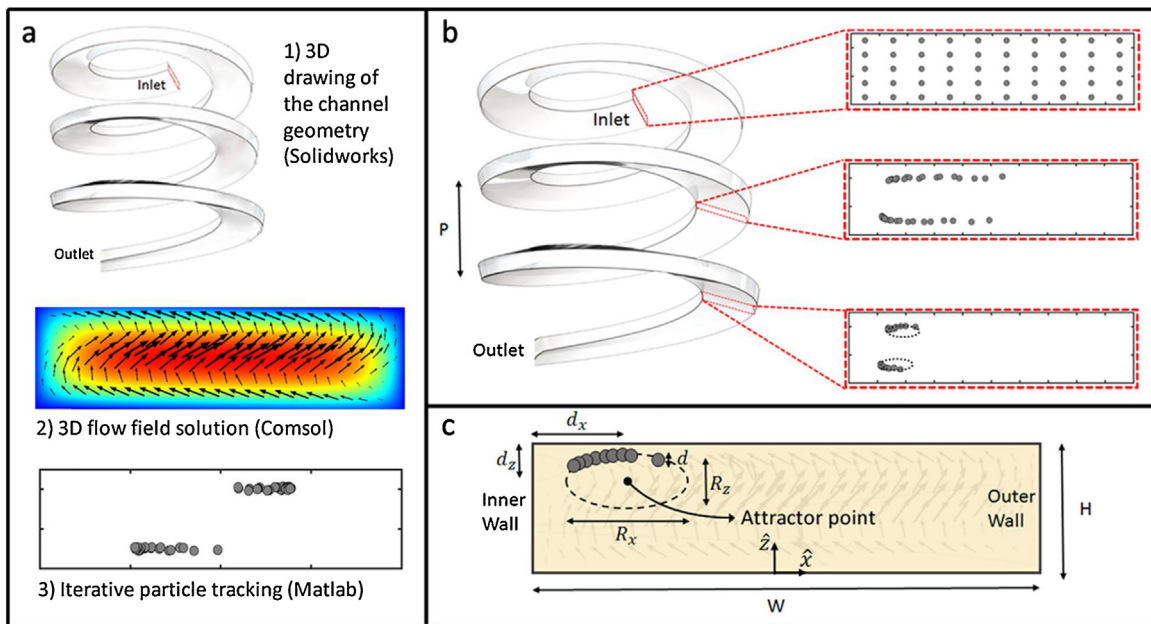 a
1) 3D
drawing of
the channel
geometry
(Solidworks)
Inlet
Outlet
2) 3D flow field solution (Comsol)
3) Iterative particle tracking (Matlab)
b
Inlet
P
Outlet
c
d_x
d_z
d
R_z
Inner
Wall
Outer
Wall
H
Attractor point
R_x
ẑ
x̂
W